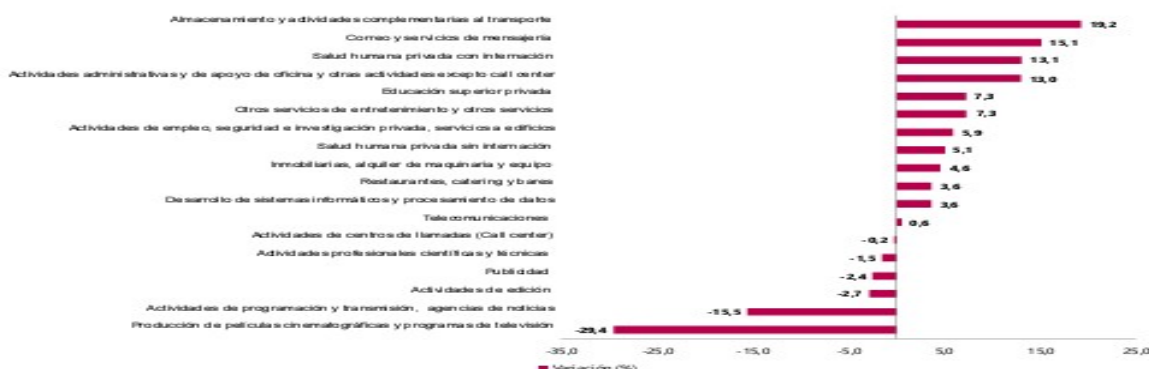 Almacenamiento y actividades complementarias al transporte 19,2
Correo y servicios de mensajería 15,1
Salud humana privada con internación 13,1
Actividades administrativas y de apoyo de oficina y otras actividades excepto call center 13,0
Educación superior privada 7,3
Otros servicios de entretenimiento y otros servicios 7,3
Actividades de empleo, seguridad e investigación privada, servicios a edificios 5,9
Salud humana privada sin internación 5,1
Inmobiliarias, alquiler de maquinaria y equipo 4,6
Restaurantes, catering y bares 3,6
Desarrollo de sistemas informáticos y procesamiento de datos 3,6
Telecomunicaciones 0,6
Actividades de centros de llamadas (Call center) -0,2
Actividades profesionales científicas y técnicas -1,5
Publicidad -2,4
Actividades de edición -2,7
Actividades de programación y transmisión, agencias de noticias -15,5
Producción de películas cinematográficas y programas de televisión -29,4
-35,0 -25,0 -15,0 -5,0 5,0 15,0 25,0
Variación (%)